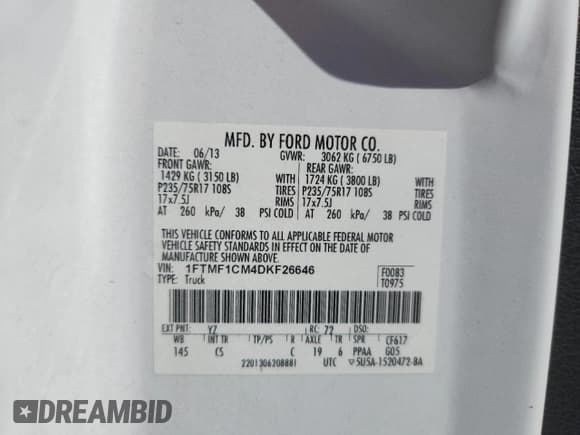 MFD. BY FORD MOTOR CO.
DATE: 06/13 GVWR: 3062 KG ( 6750 LB)
FRONT GAWR: REAR GAWR:
1429 KG ( 3150 LB) WITH 1724 KG ( 3800 LB) WITH
P235/75R17 108S TIRES P235/75R17 108S TIRES
17x7.5J RIMS 17x7.5J RIMS
AT 260 kPa/ 38 PSI COLD AT 260 kPa/ 38 PSI COLD
THIS VEHICLE CONFORMS TO ALL APPLICABLE FEDERAL MOTOR
VEHICLE SAFETY STANDARDS IN EFFECT ON THE DATE OF
MANUFACTURE SHOWN ABOVE.
VIN: 1FTMF1CM4DKF26646 F0083
TYPE: Truck T0975
EXT PNT: YZ RC: 72 DSO:
WB INT TR TP/PS R AXLE TR SPR CF617
145 CS C 19 6 PPAA G05
2201306208881 UTC ▽5U5A-1520472-BA
DREAMBID